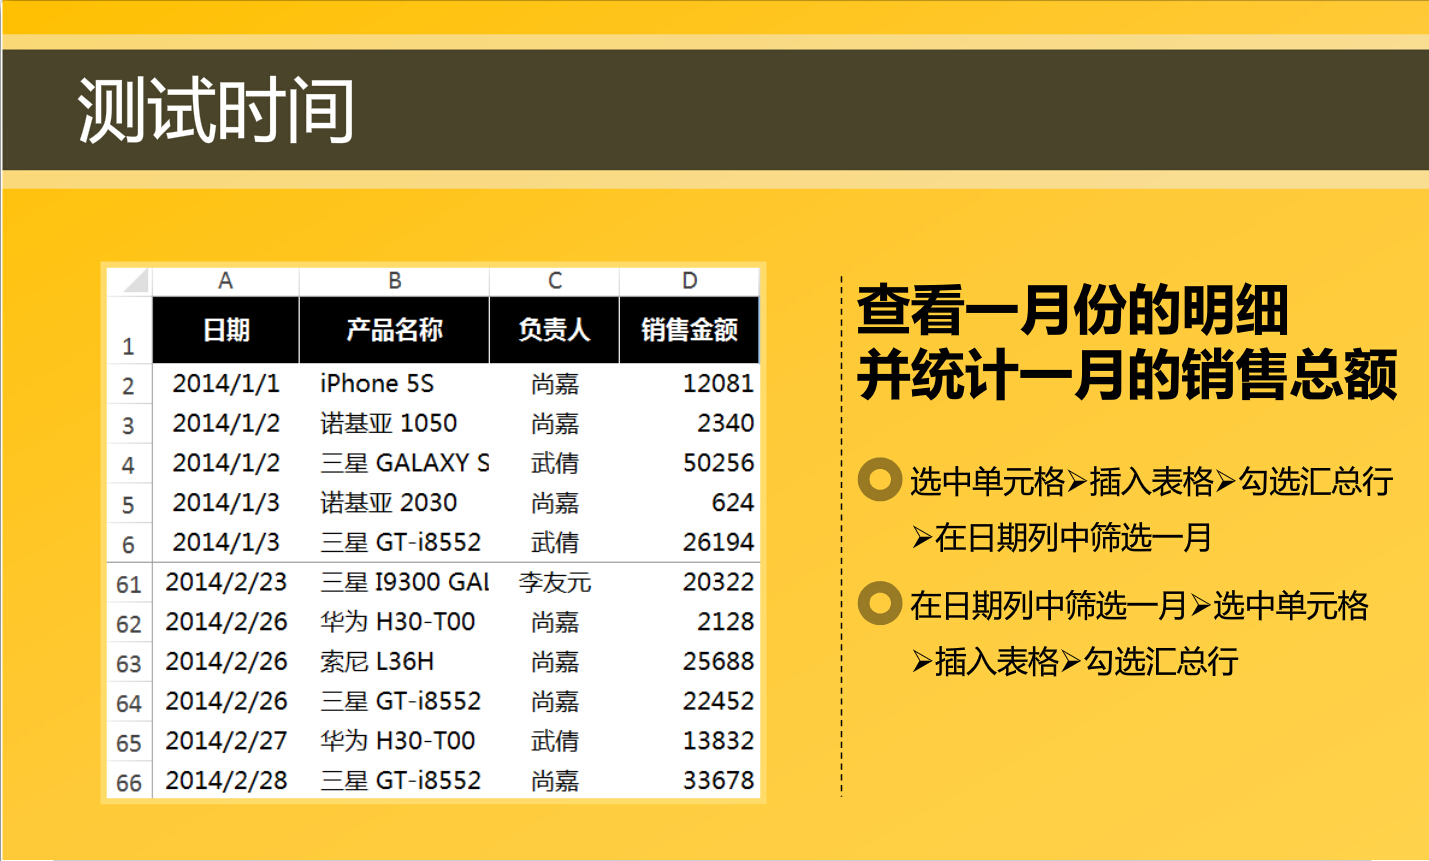 测试时间
A B C D
1 日期 产品名称 负责人 销售金额
2 2014/1/1 iPhone 5S 尚嘉 12081
3 2014/1/2 诺基亚 1050 尚嘉 2340
4 2014/1/2 三星 GALAXY S 武倩 50256
5 2014/1/3 诺基亚 2030 尚嘉 624
6 2014/1/3 三星 GT-i8552 武倩 26194
61 2014/2/23 三星 I9300 GAL 李友元 20322
62 2014/2/26 华为 H30-T00 尚嘉 2128
63 2014/2/26 索尼 L36H 尚嘉 25688
64 2014/2/26 三星 GT-i8552 尚嘉 22452
65 2014/2/27 华为 H30-T00 武倩 13832
66 2014/2/28 三星 GT-i8552 尚嘉 33678
查看一月份的明细
并统计一月的销售总额
选中单元格➢插入表格➢勾选汇总行
➢在日期列中筛选一月
在日期列中筛选一月➢选中单元格
➢插入表格➢勾选汇总行